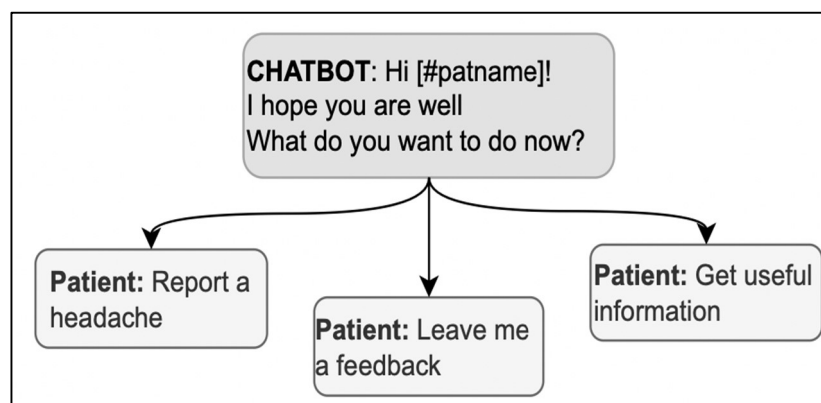 CHATBOT: Hi [#patname]!
I hope you are well
What do you want to do now?
Patient: Report a
headache
Patient: Leave me
a feedback
Patient: Get useful
information